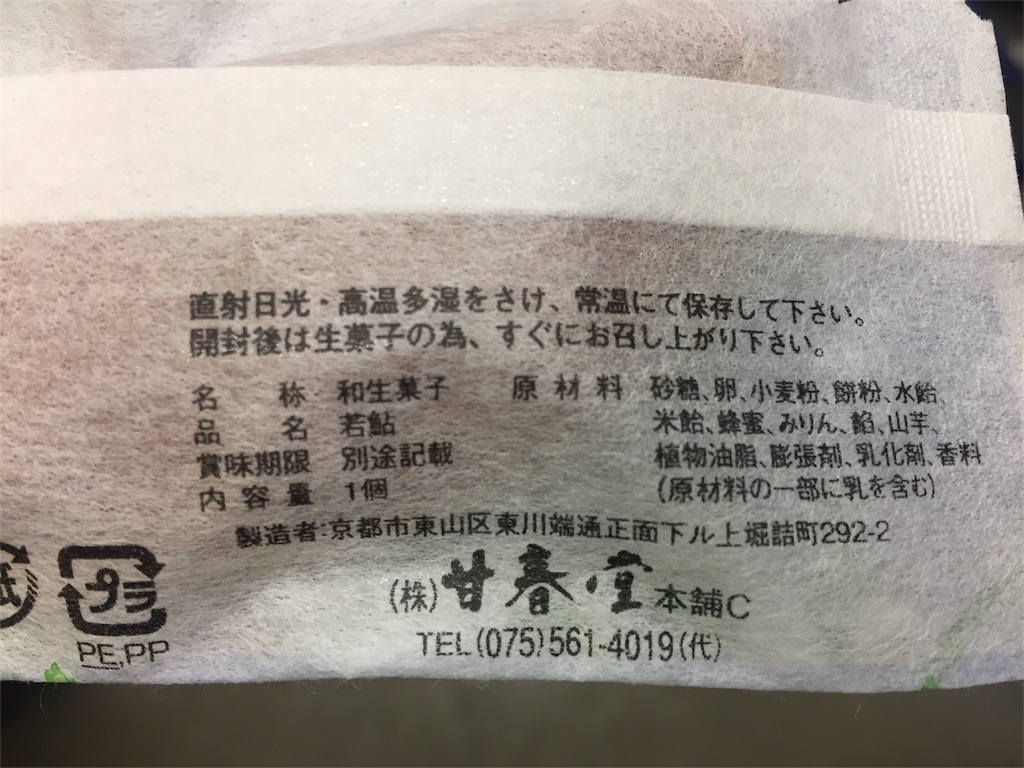 直射日光・高温多湿をさけ、常温にて保存して下さい。
開封後は生菓子の為、すぐにお召し上がり下さい。
名称 和生菓子 原材料 砂糖、卵、小麦粉、餅粉、水飴、
品名 若鮎 米飴、蜂蜜、みりん、餡、山芋、
賞味期限 別途記載 植物油脂、膨張剤、乳化剤、香料
内容量 1個 (原材料の一部に乳を含む)
製造者:京都市東山区東川端通正面下ル上堀詰町292-2
(株)甘春堂本舗C
TEL(075)561-4019(代)
紙
プラ
PE,PP